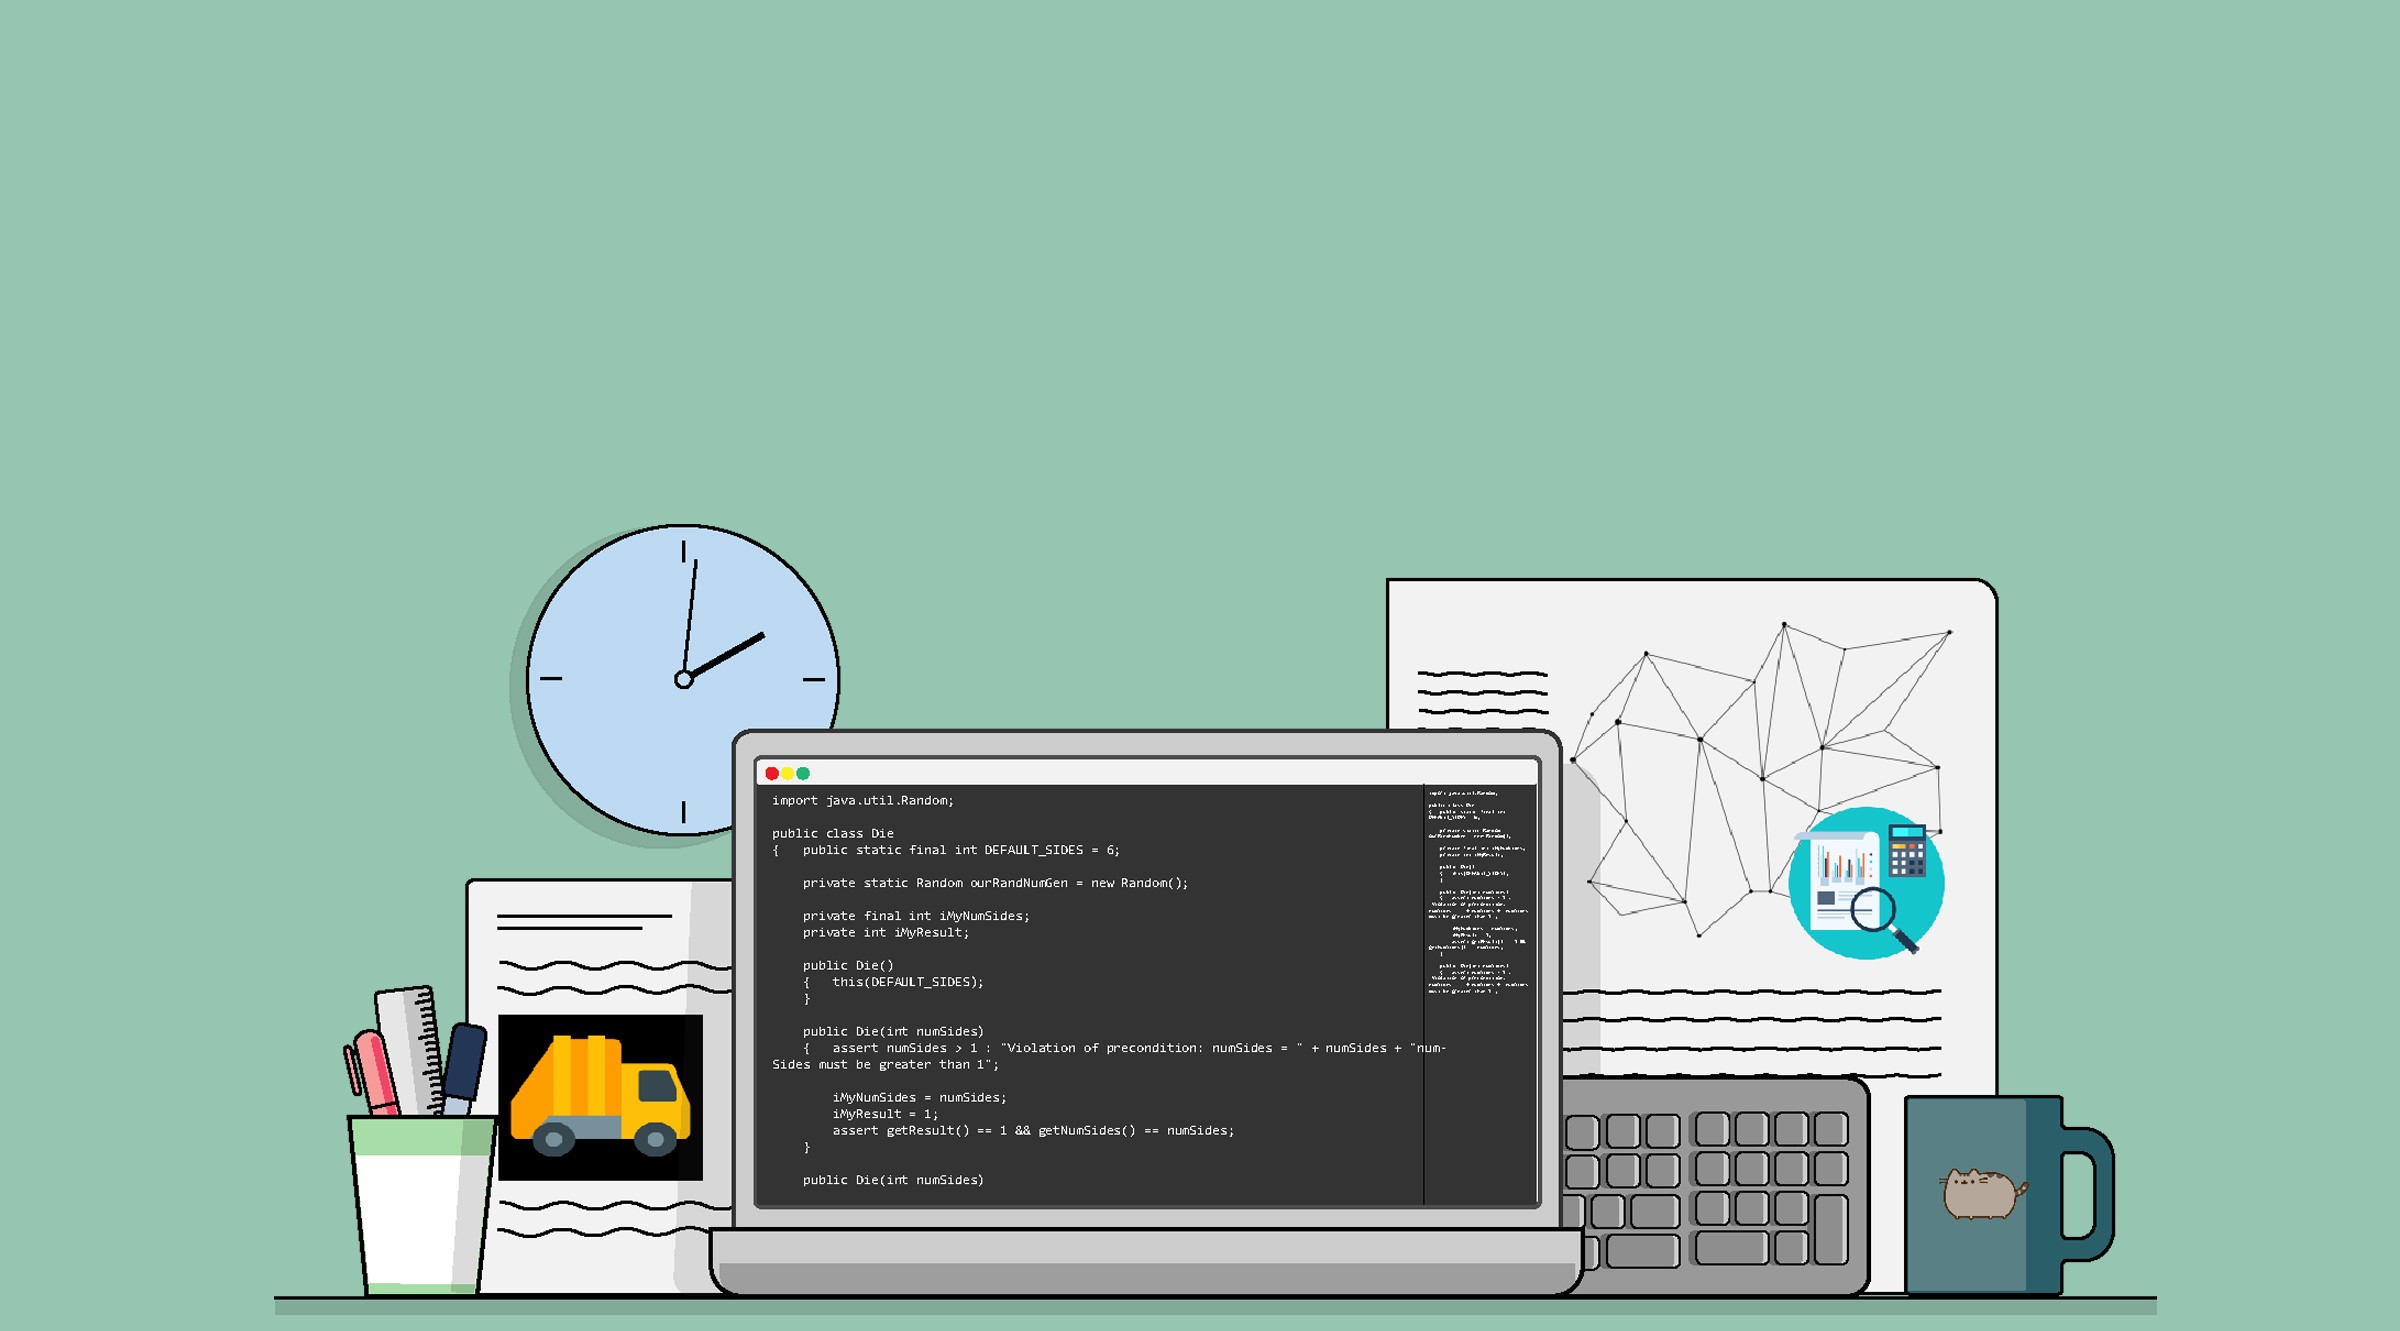 import java.util.Random;
public class Die
{   public static final int DEFAULT_SIDES = 6;
private static Random ourRandNumGen = new Random();
private final int iMyNumSides;
private int iMyResult;
public Die()
{   this(DEFAULT_SIDES);
}
public Die(int numSides)
{   assert numSides > 1 : "Violation of precondition: numSides = " + numSides + "num-
Sides must be greater than 1";
iMyNumSides = numSides;
iMyResult = 1;
assert getResult() == 1 && getNumSides() == numSides;
}
public Die(int numSides)